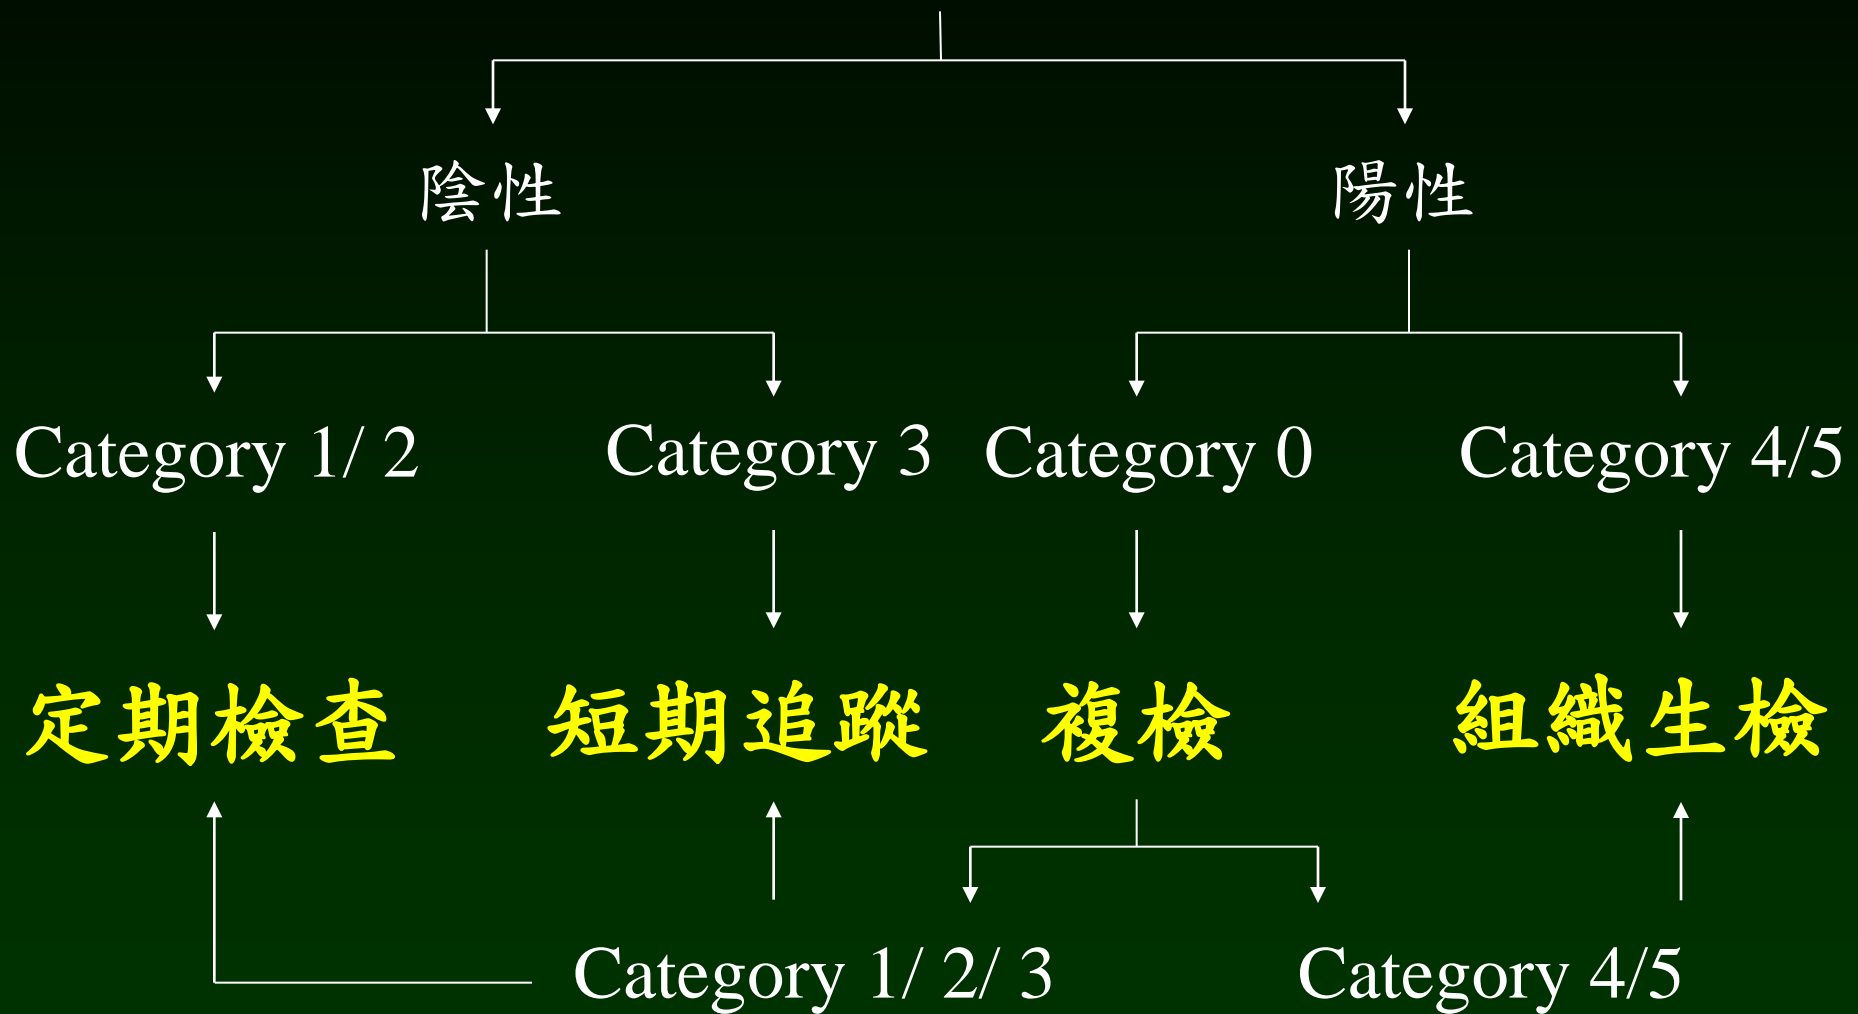 陰性
陽性
Category 1/ 2
Category 3
Category 0
Category 4/5
定期檢查
短期追蹤
複檢
組織生檢
Category 1/ 2/ 3
Category 4/5